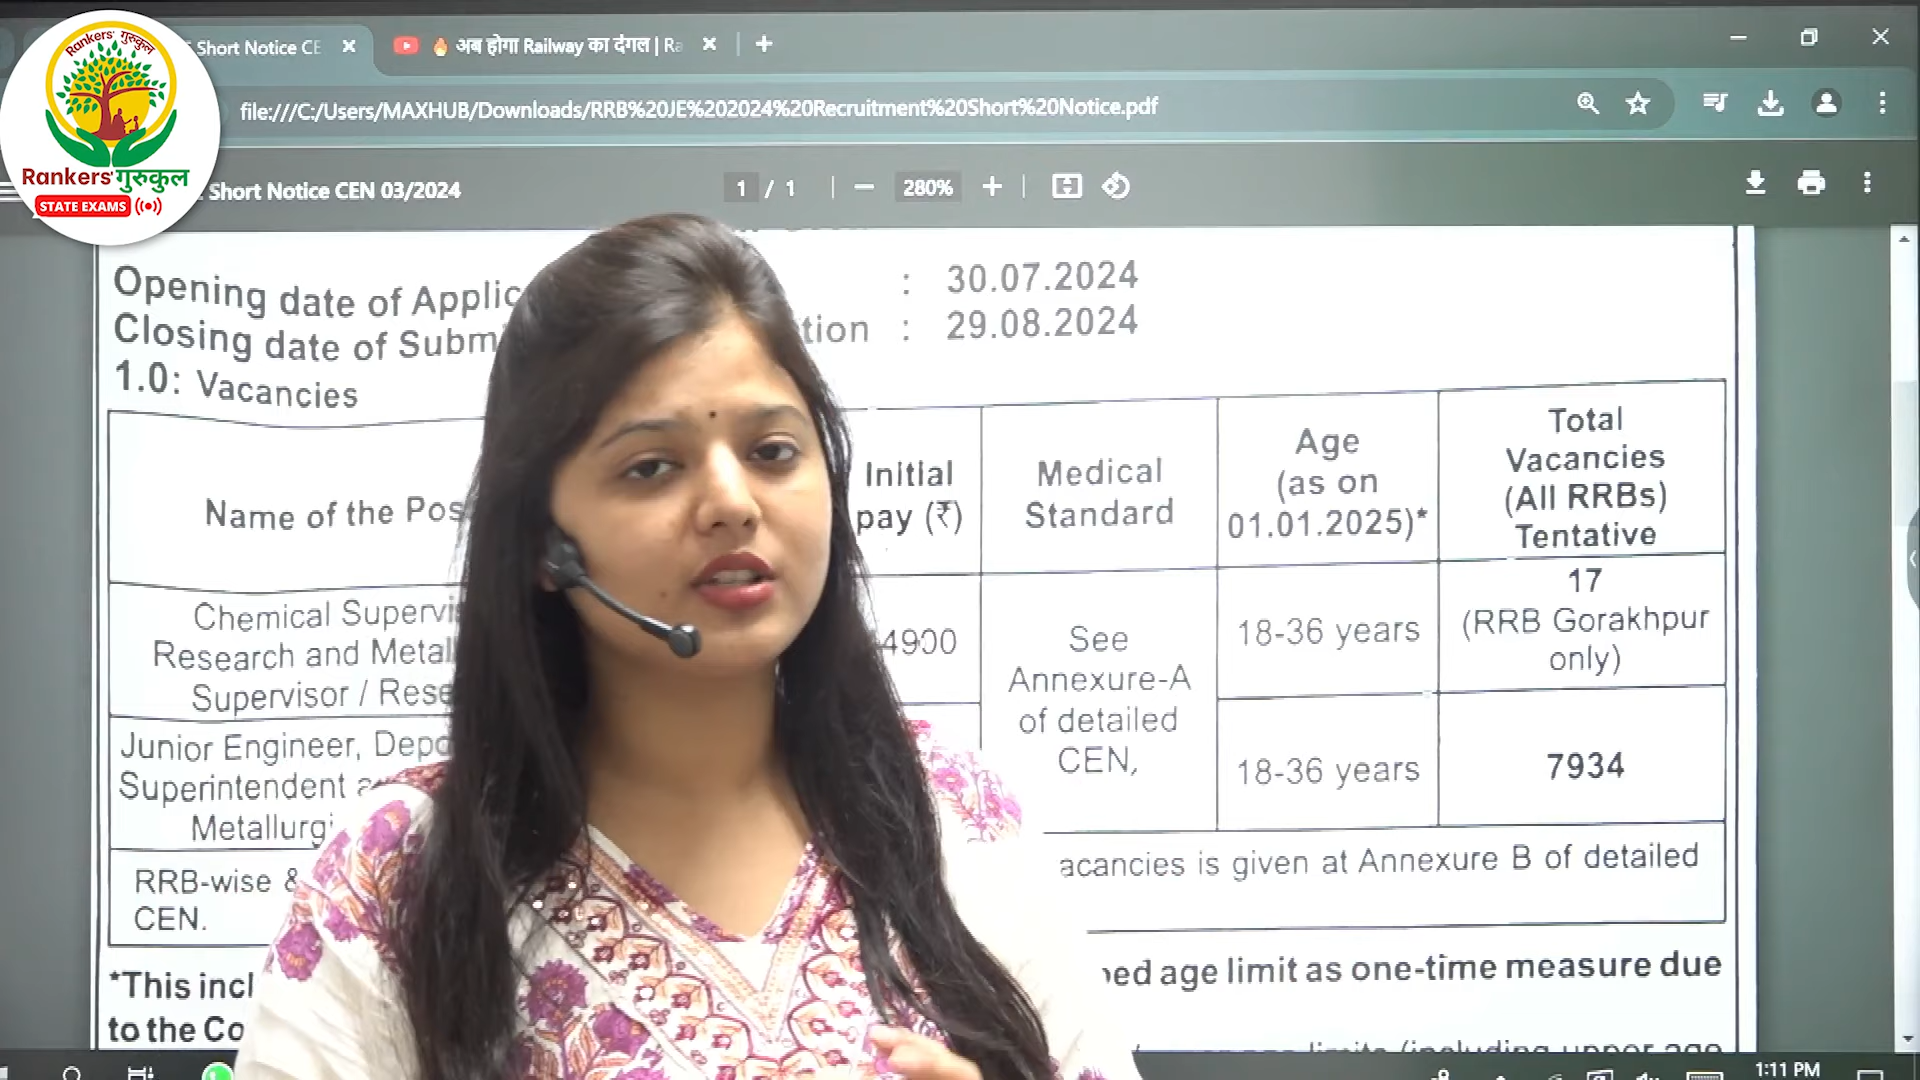 Rankers' गुरुकुल
Rankers'गुरुकुल
STATE EXAMS
Short Notice CE
अब होगा Railway का दंगल | Ra
file:///C:/Users/MAXHUB/Downloads/RRB%20JE%202024%20Recruitment%20Short%20Notice.pdf
Short Notice CEN 03/2024
1 / 1
280%
Opening date of Applic : 30.07.2024
Closing date of Subm tion : 29.08.2024
1.0: Vacancies
Name of the Pos
Initial
pay (₹)
Medical
Standard
Age
(as on
01.01.2025)*
Total
Vacancies
(All RRBs)
Tentative
Chemical Supervis
Research and Metal
Supervisor / Rese
4900
See
Annexure-A
of detailed
CEN,
18-36 years
17
(RRB Gorakhpur
only)
Junior Engineer, Depo
Superintendent a
Metallurgi
18-36 years
7934
RRB-wise & acancies is given at Annexure B of detailed
CEN.
*This incl bed age limit as one-time measure due
to the Co
limits (including upper age
1:11 PM